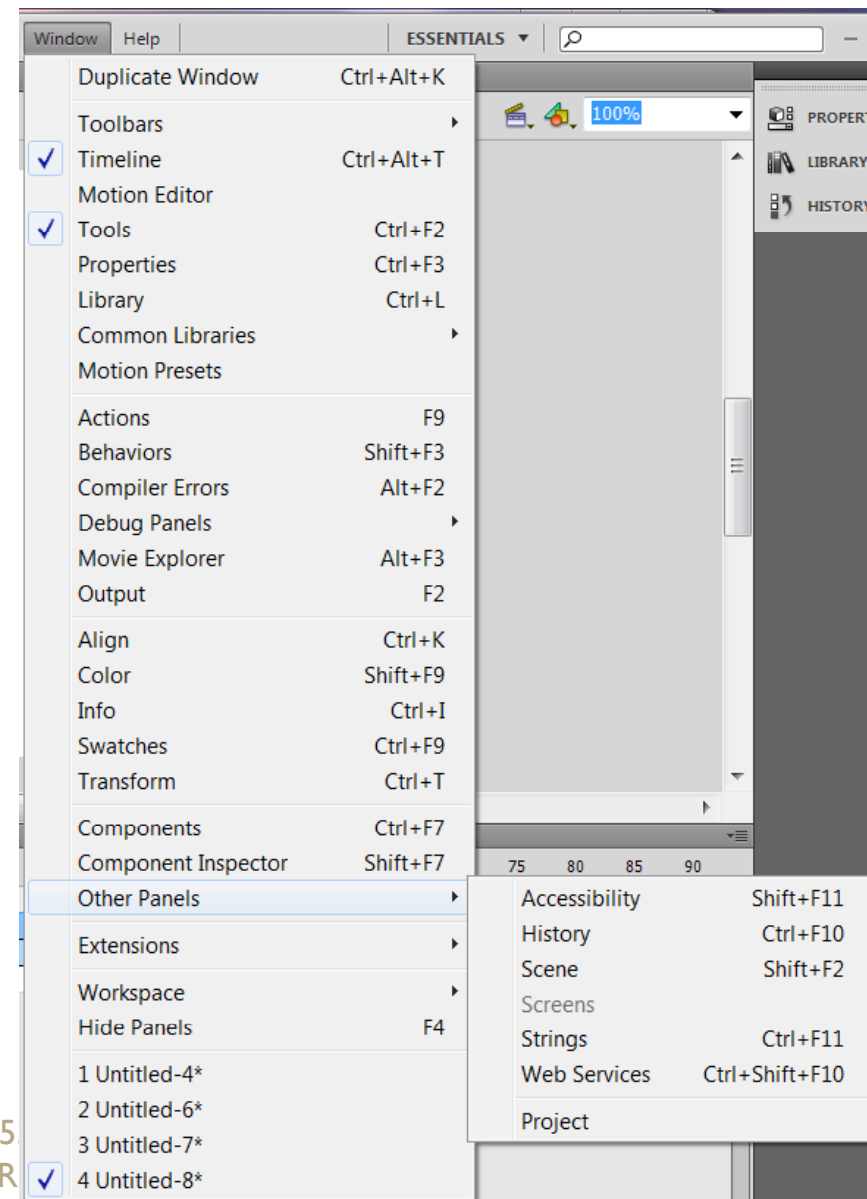 Window Help ESSENTIALS
Duplicate Window Ctrl+Alt+K
Toolbars
Timeline Ctrl+Alt+T
Motion Editor
Tools Ctrl+F2
Properties Ctrl+F3
Library Ctrl+L
Common Libraries
Motion Presets
Actions F9
Behaviors Shift+F3
Compiler Errors Alt+F2
Debug Panels
Movie Explorer Alt+F3
Output F2
Align Ctrl+K
Color Shift+F9
Info Ctrl+I
Swatches Ctrl+F9
Transform Ctrl+T
Components Ctrl+F7
Component Inspector Shift+F7
Other Panels
Extensions
Workspace
Hide Panels F4
1 Untitled-4*
2 Untitled-6*
3 Untitled-7*
4 Untitled-8*
100%
PROPERT
LIBRARY
HISTORY
75 80 85 90
Accessibility Shift+F11
History Ctrl+F10
Scene Shift+F2
Screens
Strings Ctrl+F11
Web Services Ctrl+Shift+F10
Project
5
R